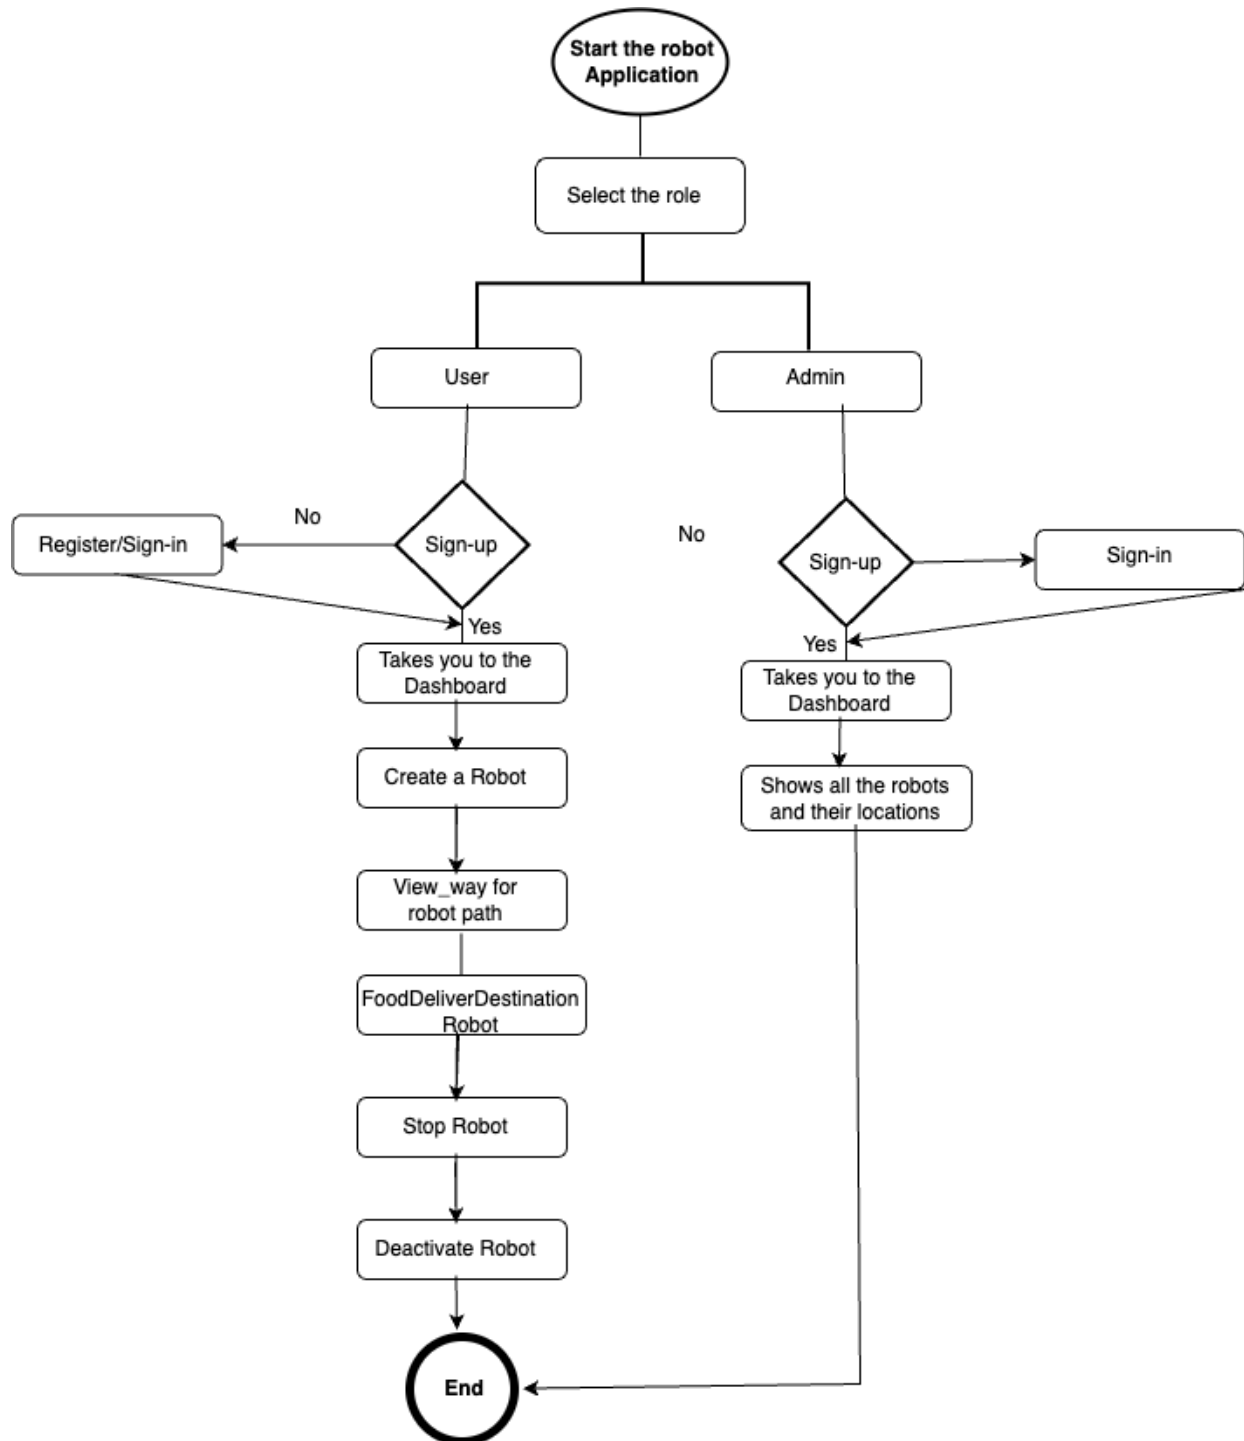 Start the robot
Application
Select the role
User
Admin
No
Register/Sign-in
Sign-up
Yes
No
Sign-up
Sign-in
Yes
Takes you to the
Dashboard
Takes you to the
Dashboard
Create a Robot
Shows all the robots
and their locations
View_way for
robot path
FoodDeliverDestination
Robot
Stop Robot
Deactivate Robot
End